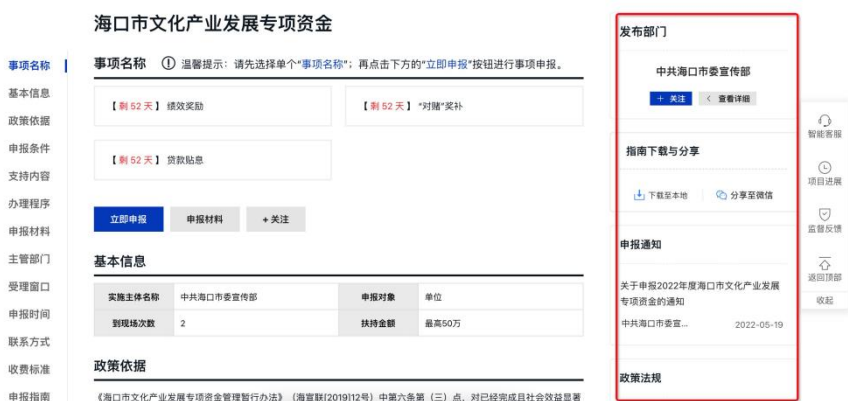 海口市文化产业发展专项资金
事项名称
基本信息
政策依据
申报条件
支持内容
办理程序
申报材料
主管部门
受理窗口
申报时间
联系方式
收费标准
申报指南
事项名称 ! 温馨提示：请先选择单个“事项名称”；再点击下方的“立即申报”按钮进行事项申报。
【剩 52 天】 绩效奖励 【剩 52 天】 “对赌”奖补
【剩 52 天】 贷款贴息
立即申报 申报材料 +关注
基本信息
实施主体名称 中共海口市委宣传部 申报对象 单位
到现场次数 2 扶持金额 最高50万
政策依据
《海口市文化产业发展专项资金管理暂行办法》（海宣联[2019]12号）中第六条第（三）点，对已经完成且社会效益显著
发布部门
中共海口市委宣传部
+ 关注 < 查看详细
指南下载与分享
下载至本地 分享至微信
申报通知
关于申报2022年度海口市文化产业发展
专项资金的通知
中共海口市委宣... 2022-05-19
政策法规
智能客服
项目进展
监督反馈
返回顶部
收起